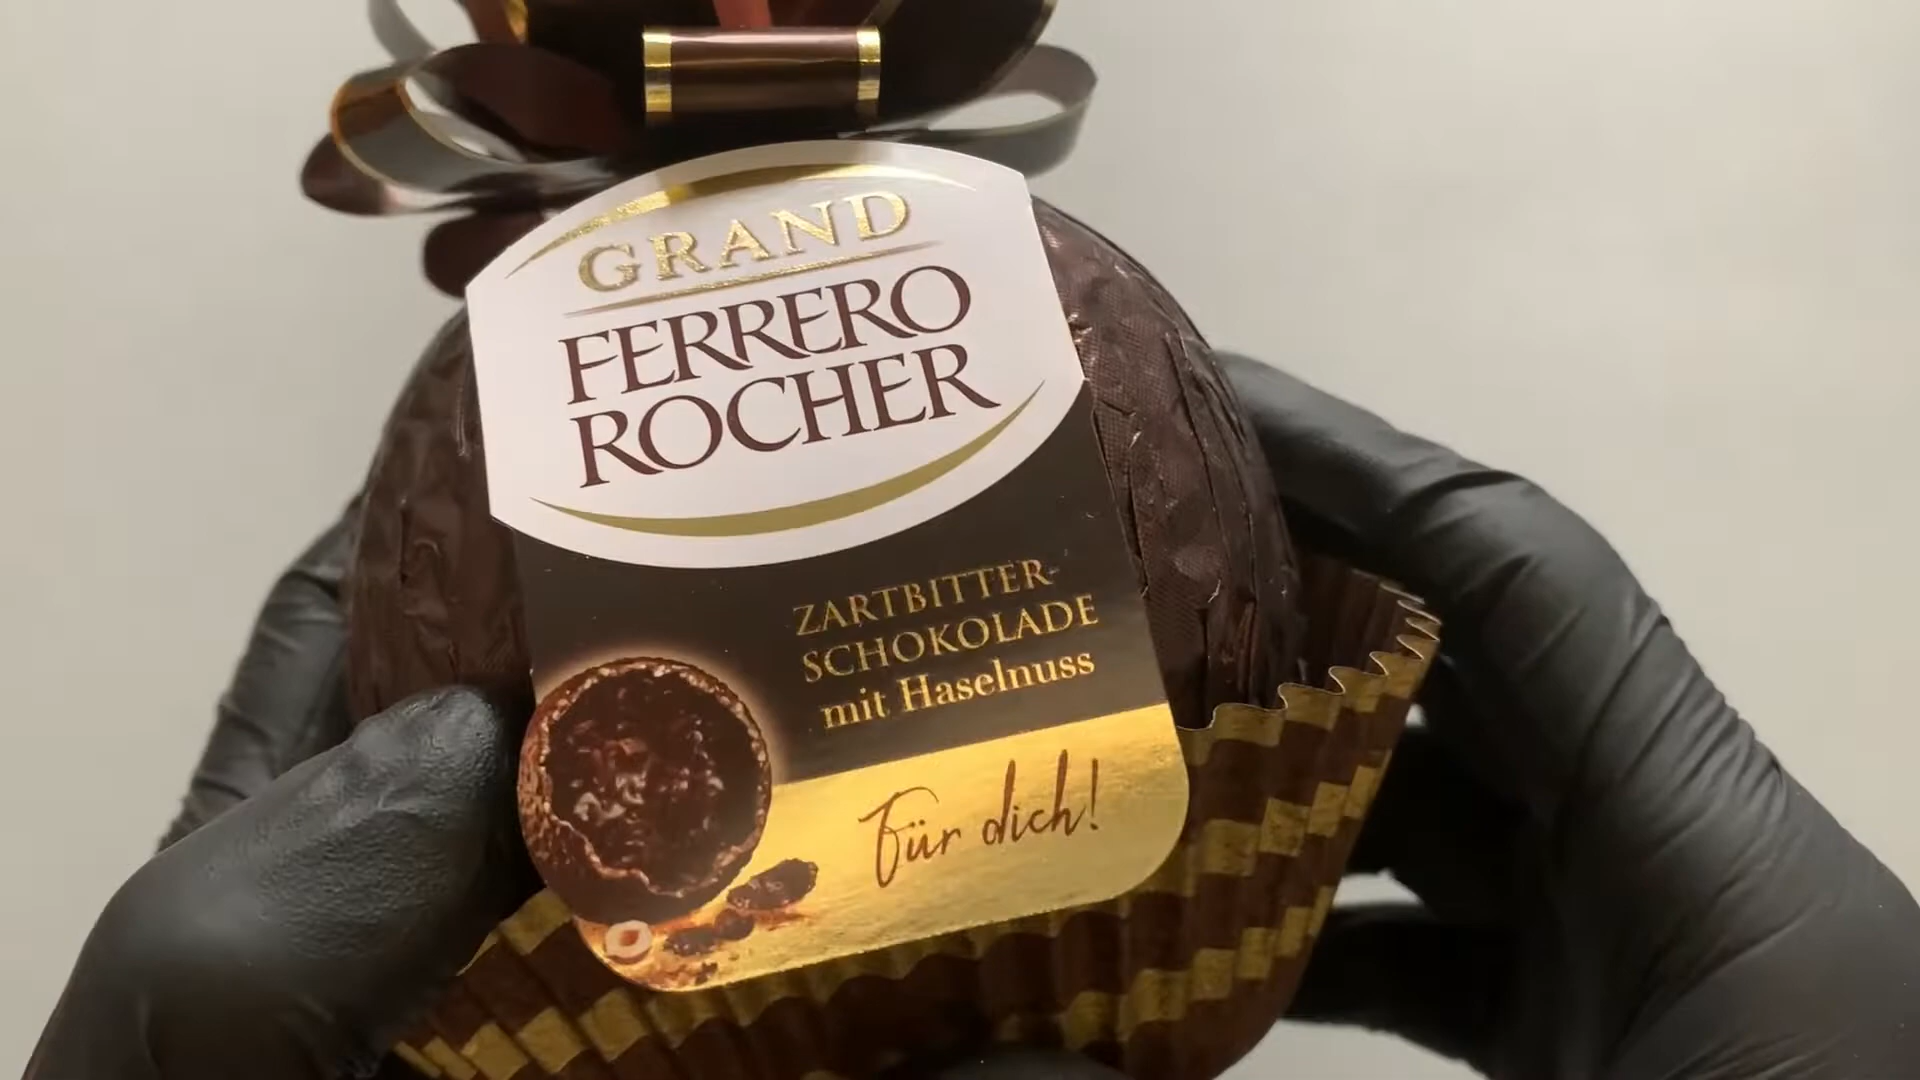 GRAND
FERRERO
ROCHER
ZARTBITTER-
SCHOKOLADE
mit Haselnuss
Für dich!